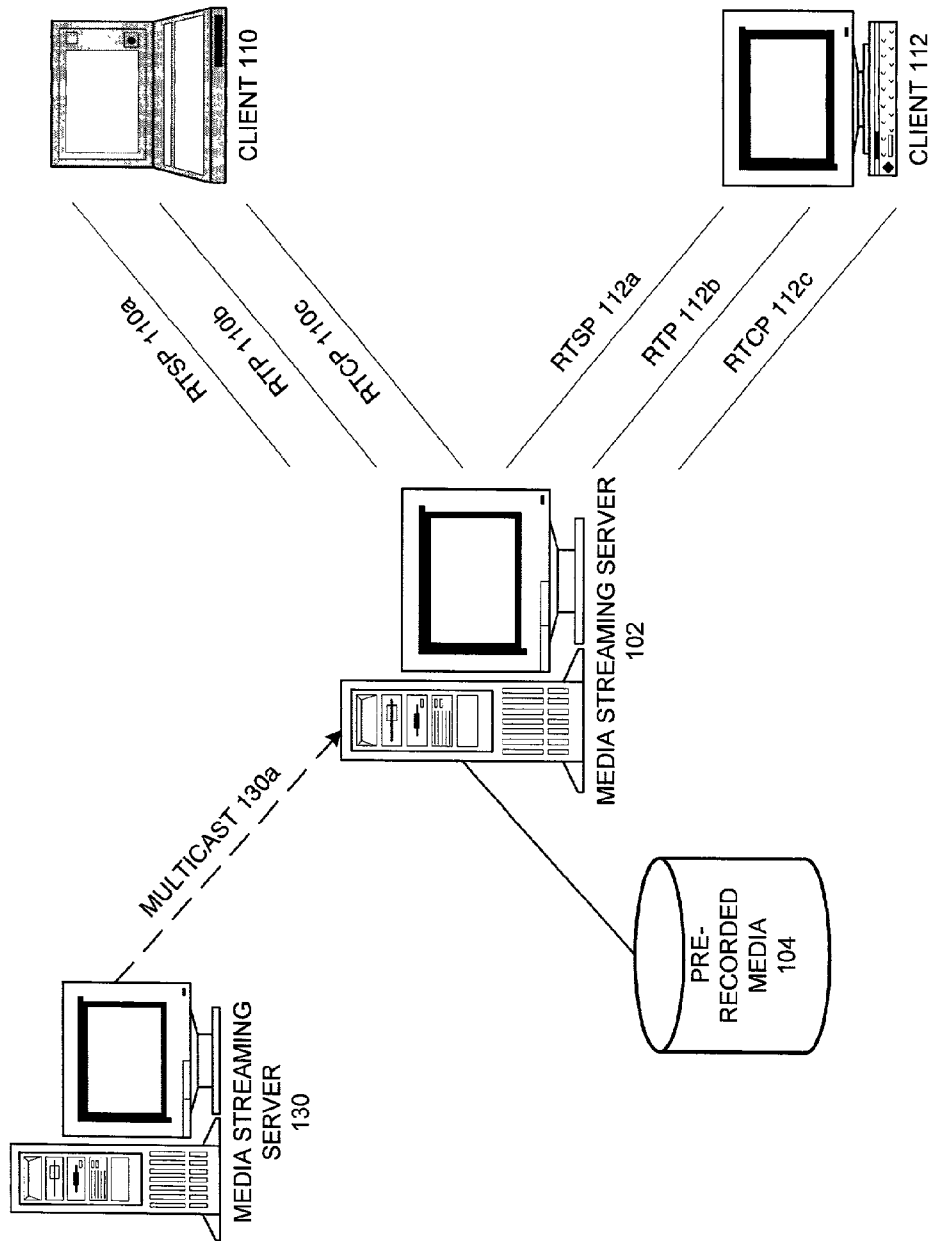 MEDIA STREAMING
SERVER
130
MULTICAST 130a
PRE-
RECORDED
MEDIA
104
MEDIA STREAMING SERVER
102
RTSP 110a
RTP 110b
RTCP 110c
CLIENT 110
RTSP 112a
RTP 112b
RTCP 112c
CLIENT 112